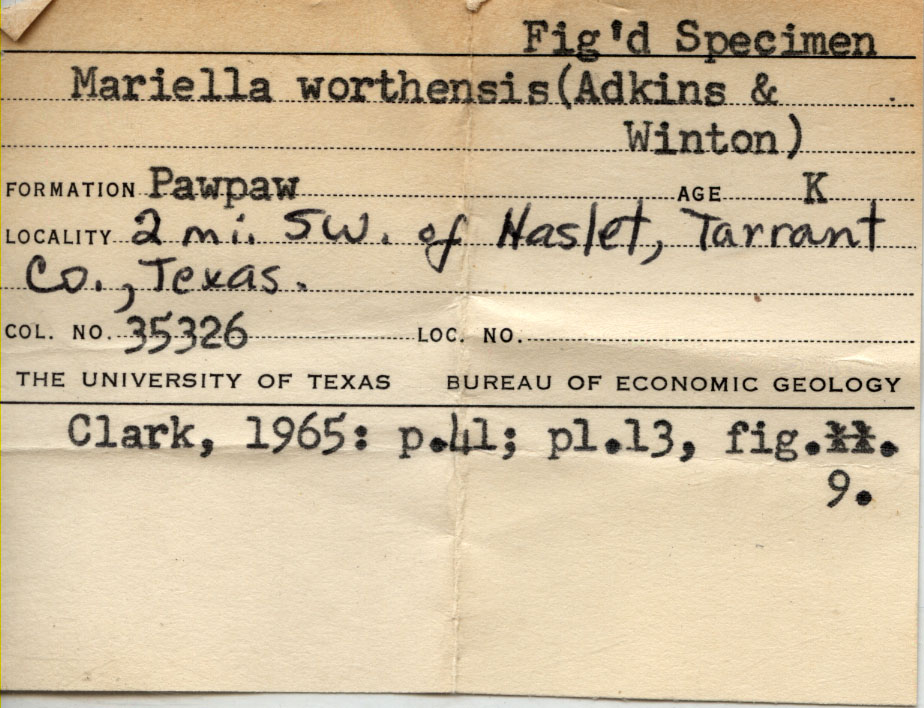 Fig'd Specimen
Mariella worthensis(Adkins &
Winton)
FORMATION Pawpaw AGE K
LOCALITY 2 mi. SW. of Haslet, Tarrant
Co., Texas.
COL. NO. 35326 LOC. NO.
THE UNIVERSITY OF TEXAS BUREAU OF ECONOMIC GEOLOGY
Clark, 1965: p.41; pl.13, fig.
9.